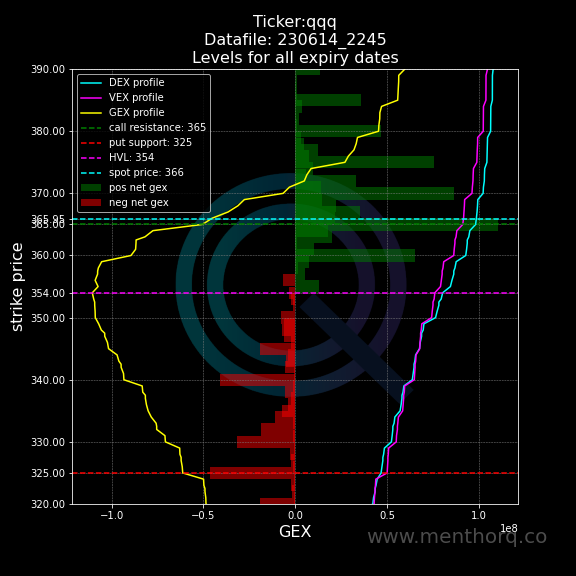 Ticker:qqq
Datafile: 230614_2245
Levels for all expiry dates
DEX profile
VEX profile
GEX profile
call resistance: 365
put support: 325
HVL: 354
spot price: 366
pos net gex
neg net gex
strike price
390.00
380.00
370.00
365.95
365.00
360.00
354.00
350.00
340.00
330.00
325.00
320.00
−1.0
−0.5
0.0
0.5
1.0
1e8
GEX
www.menthorq.co